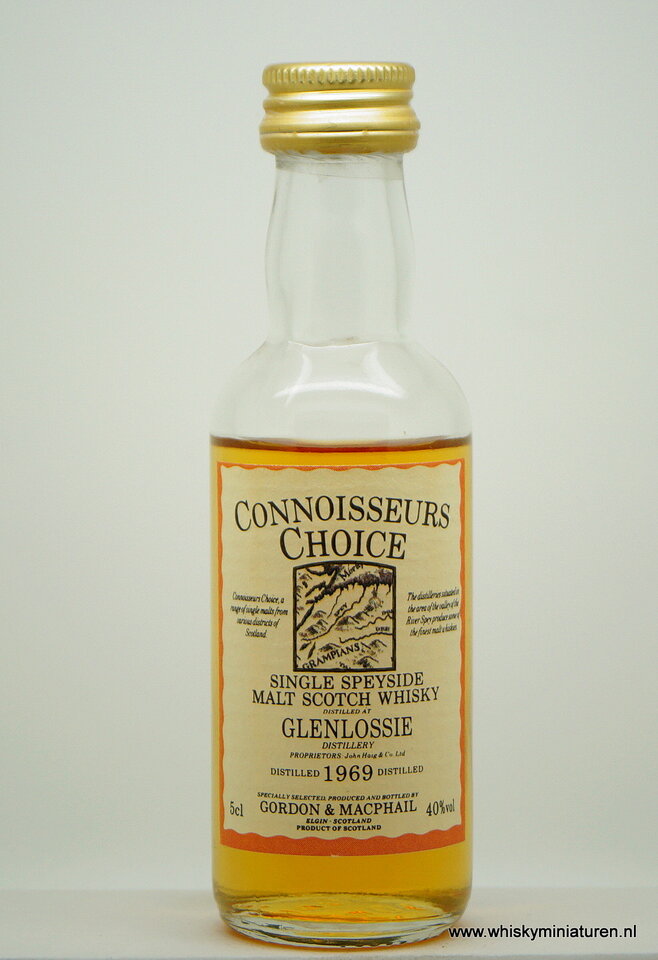 CONNOISSEURS
CHOICE
Connoisseurs Choice, a
range of single malts from
various districts of
Scotland.
Moray
SPEY
GRAMPIANS
The distilleries situated in
the area of the valley of the
River Spey produce some of
the finest malt whiskies.
SINGLE SPEYSIDE
MALT SCOTCH WHISKY
DISTILLED AT
GLENLOSSIE
DISTILLERY
PROPRIETORS John Haig & Co. Ltd
DISTILLED 1969 DISTILLED
SPECIALLY SELECTED, PRODUCED AND BOTTLED BY
5cl GORDON & MACPHAIL 40%vol
ELGIN - SCOTLAND
PRODUCT OF SCOTLAND
www.whiskyminiaturen.nl